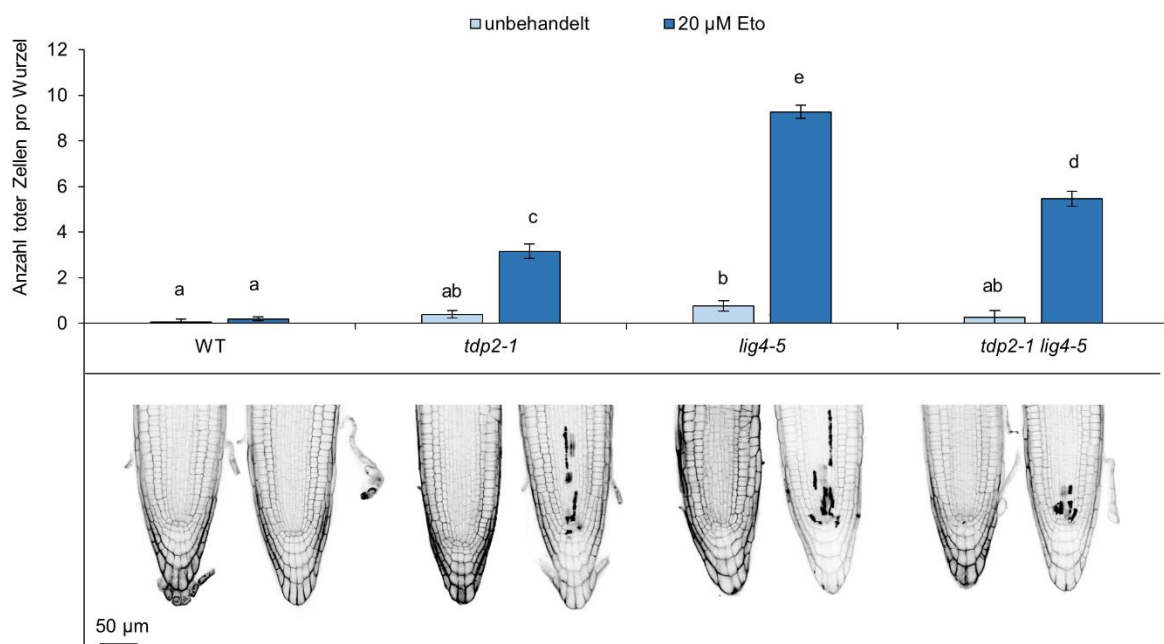 unbehandelt 20 µM Eto
Anzahl toter Zellen pro Wurzel
12
10
8
6
4
2
0
a a ab c b e ab d
WT tdp2-1 lig4-5 tdp2-1 lig4-5
50 µm